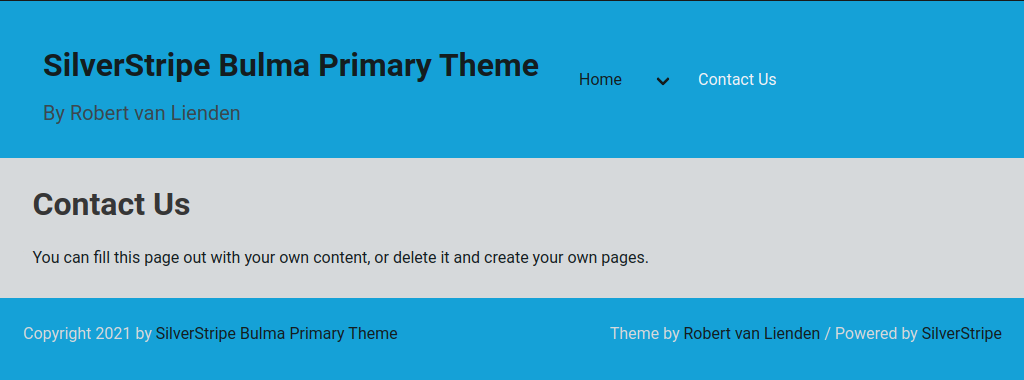 SilverStripe Bulma Primary Theme
By Robert van Lienden
Home
Contact Us
Contact Us
You can fill this page out with your own content, or delete it and create your own pages.
Copyright 2021 by SilverStripe Bulma Primary Theme
Theme by Robert van Lienden / Powered by SilverStripe